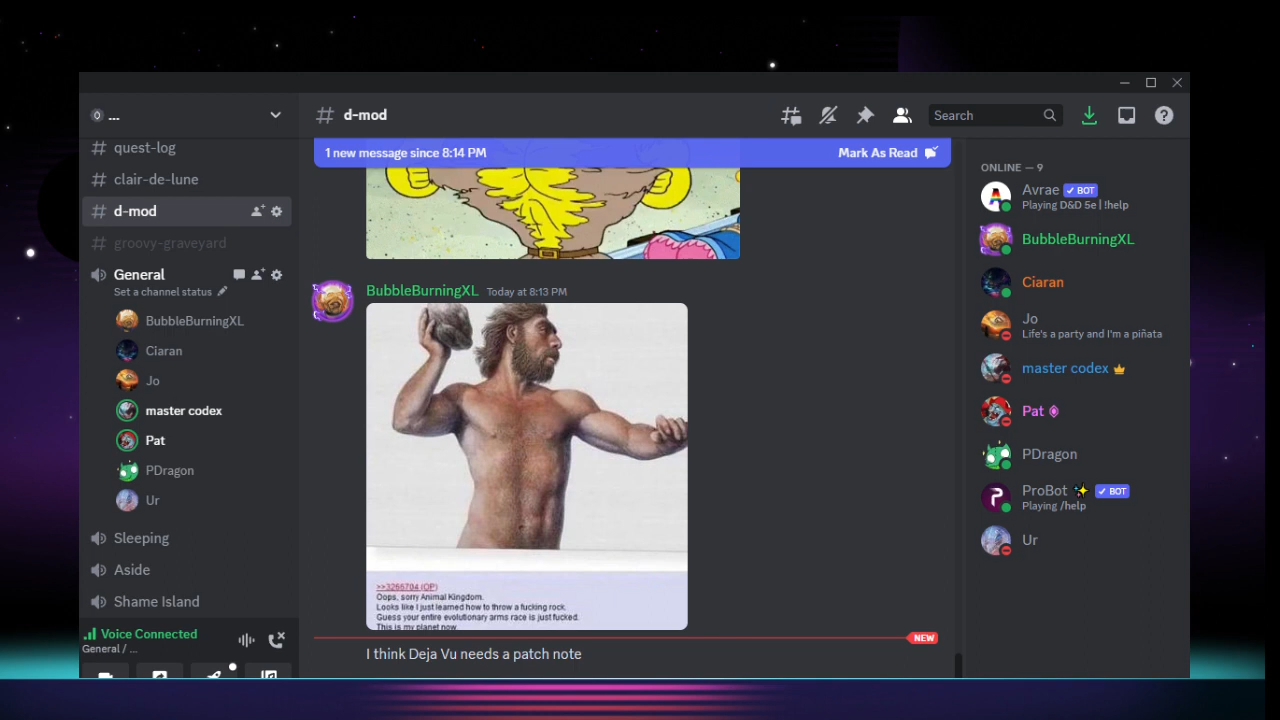 ...
d-mod
Search
quest-log
clair-de-lune
d-mod
groovy-graveyard
General
Set a channel status
BubbleBurningXL
Ciaran
Jo
master codex
Pat
PDragon
Ur
Sleeping
Aside
Shame Island
Voice Connected
General / ...
1 new message since 8:14 PM
Mark As Read
BubbleBurningXL Today at 8:13 PM
>>3266704 (OP)
Oops, sorry Animal Kingdom.
Looks like I just learned how to throw a fucking rock.
Guess your entire evolutionary arms race is just fucked.
This is my planet now.
NEW
I think Deja Vu needs a patch note
ONLINE — 9
Avrae BOT
Playing D&D 5e | !help
BubbleBurningXL
Ciaran
Jo
Life's a party and I'm a piñata
master codex
Pat
PDragon
ProBot BOT
Playing /help
Ur